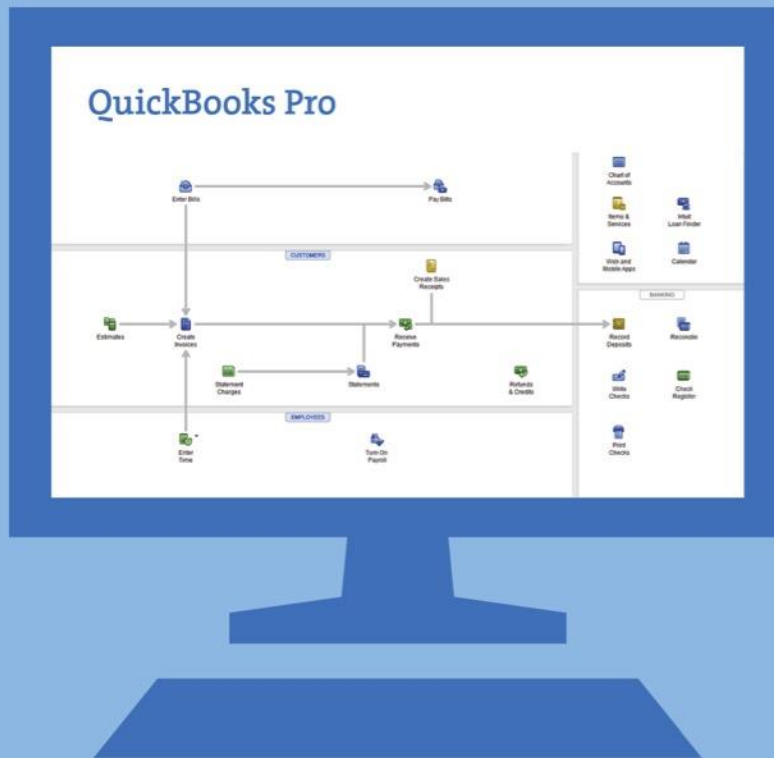 QuickBooks Pro
Enter Bills
Pay Bills
Chart of
Accounts
Items &
Services
Intuit
Loan Finder
Web and
Mobile Apps
Calendar
CUSTOMERS
Create Sales
Receipts
Estimates
Create
Invoices
Receive
Payments
Statement
Charges
Statements
Refunds
& Credits
BANKING
Record
Deposits
Reconcile
Write
Checks
Check
Register
Print
Checks
EMPLOYEES
Enter
Time
Turn On
Payroll